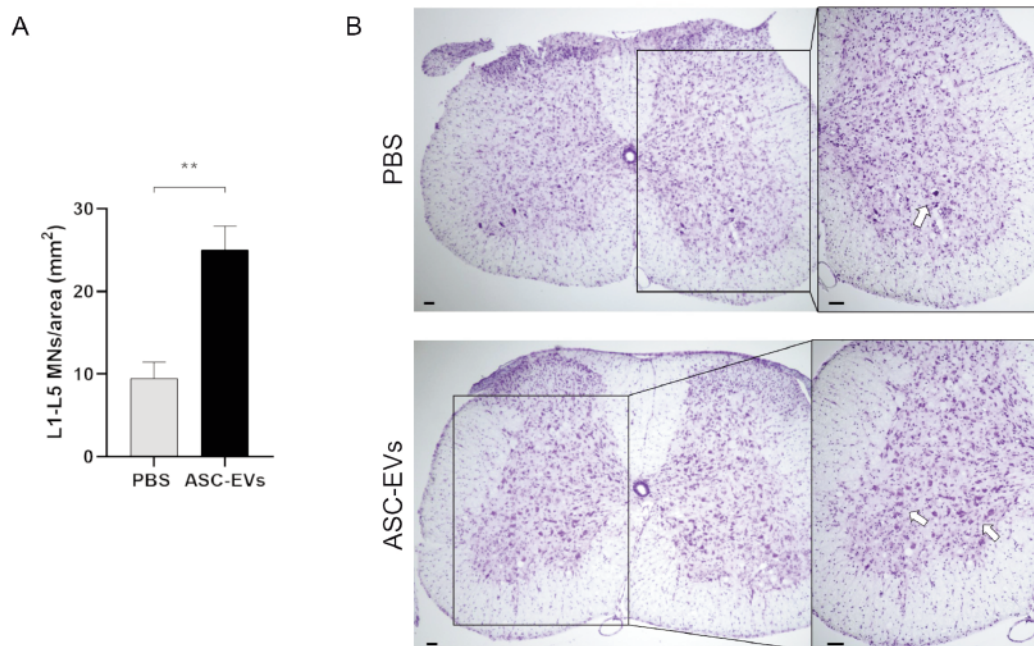 A
B
**
30
20
10
0
L1-L5 MNs/area (mm²)
PBS
ASC-EVs
PBS
ASC-EVs